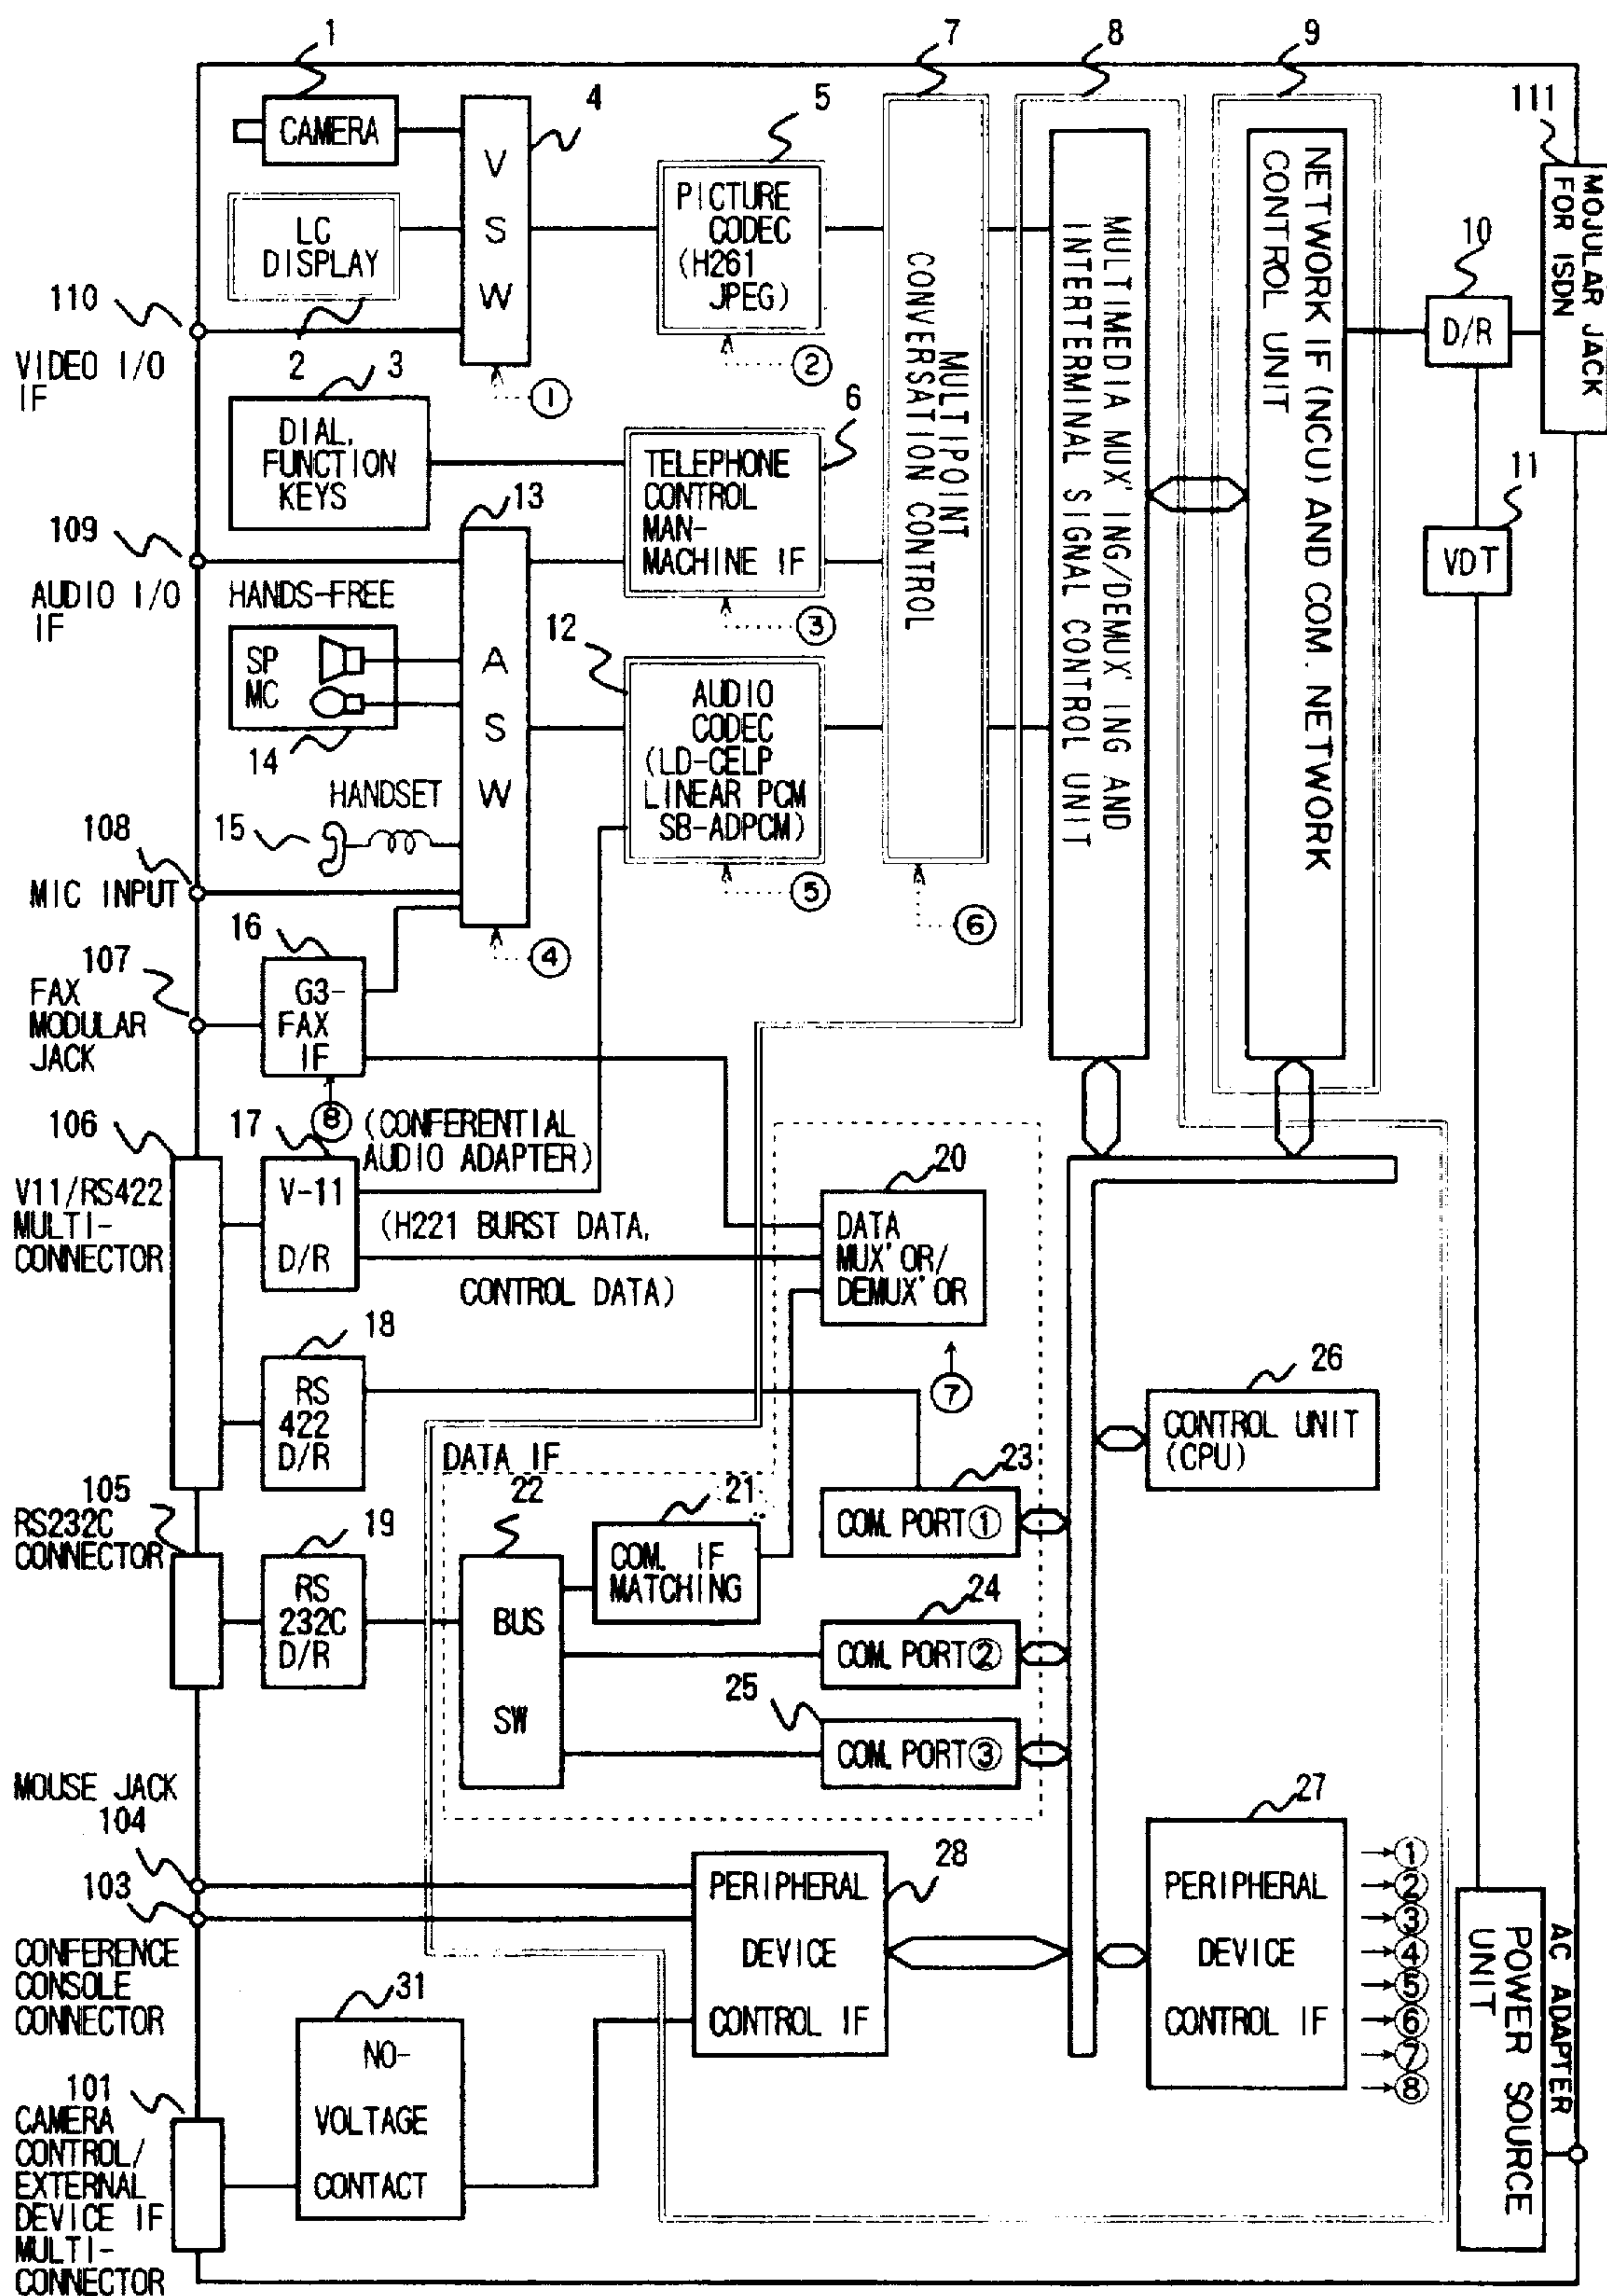 1
7
8
9
4
5
111
CAMERA
V
S
W
PICTURE
CODEC
(H261
JPEG)
LC
DISPLAY
MULTIPOINT
CONVERSATION CONTROL
MULTIMEDIA MUX' ING/DEMUX' ING AND
INTERTERMINAL SIGNAL CONTROL UNIT
NETWORK IF (NCU) AND COM. NETWORK
CONTROL UNIT
MOJULAR JACK
FOR ISDN
10
D/R
110
VIDEO I/O
IF
2
3
①
②
6
DIAL,
FUNCTION
KEYS
TELEPHONE
CONTROL
MAN-
MACHINE IF
11
VDT
13
109
AUDIO I/O
IF
HANDS-FREE
③
12
SP
MC
A
S
W
AUDIO
CODEC
(LD-CELP
LINEAR PCM
SB-ADPCM)
14
HANDSET
15
108
MIC INPUT
⑤
⑥
16
④
107
FAX
MODULAR
JACK
G3-
FAX
IF
⑧
106
17
(CONFERENTIAL
AUDIO ADAPTER)
20
V11/RS422
MULTI-
CONNECTOR
V-11
D/R
(H221 BURST DATA,
CONTROL DATA)
DATA
MUX' OR/
DEMUX' OR
18
⑦
26
RS
422
D/R
CONTROL UNIT
(CPU)
DATA IF
23
105
RS232C
CONNECTOR
19
22
21
COM. PORT①
RS
232C
D/R
BUS
SW
COM. IF
MATCHING
24
COM. PORT②
25
COM. PORT③
MOUSE JACK
104
27
28
103
PERIPHERAL
DEVICE
CONTROL IF
PERIPHERAL
DEVICE
CONTROL IF
①
②
③
④
⑤
⑥
⑦
⑧
CONFERENCE
CONSOLE
CONNECTOR
31
NO-
VOLTAGE
CONTACT
AC ADAPTER
POWER SOURCE
UNIT
101
CAMERA
CONTROL/
EXTERNAL
DEVICE IF
MULTI-
CONNECTOR